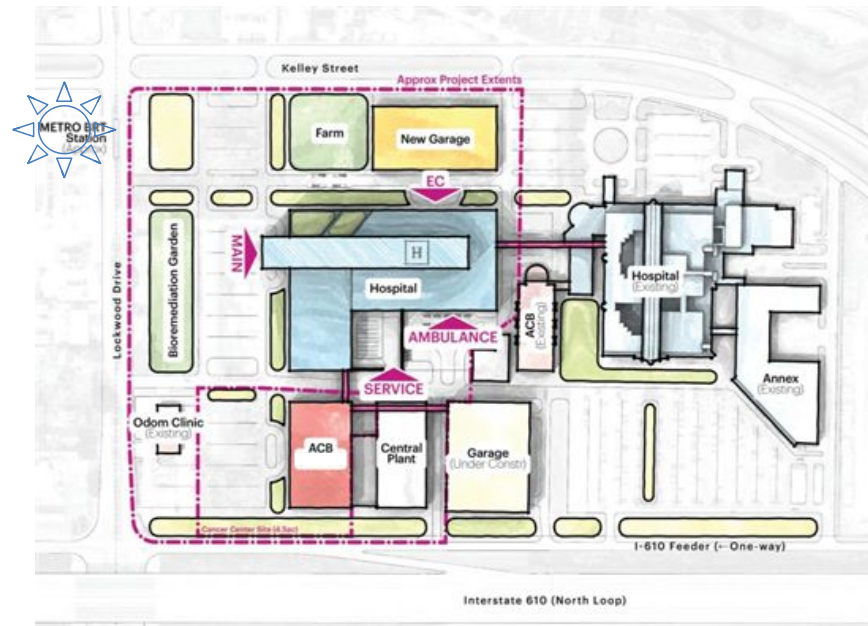 Kelley Street
Approx Project Extents
METRO BRT
Station
(Approx)
Farm
New Garage
EC
MAIN
H
Hospital
Hospital
(Existing)
Bioremediation Garden
Lockwood Drive
AMBULANCE
ACB
(Existing)
SERVICE
Annex
(Existing)
Odom Clinic
(Existing)
ACB
Central
Plant
Garage
(Under Constr)
Cancer Center Site (4.5ac)
I-610 Feeder (←One-way)
Interstate 610 (North Loop)